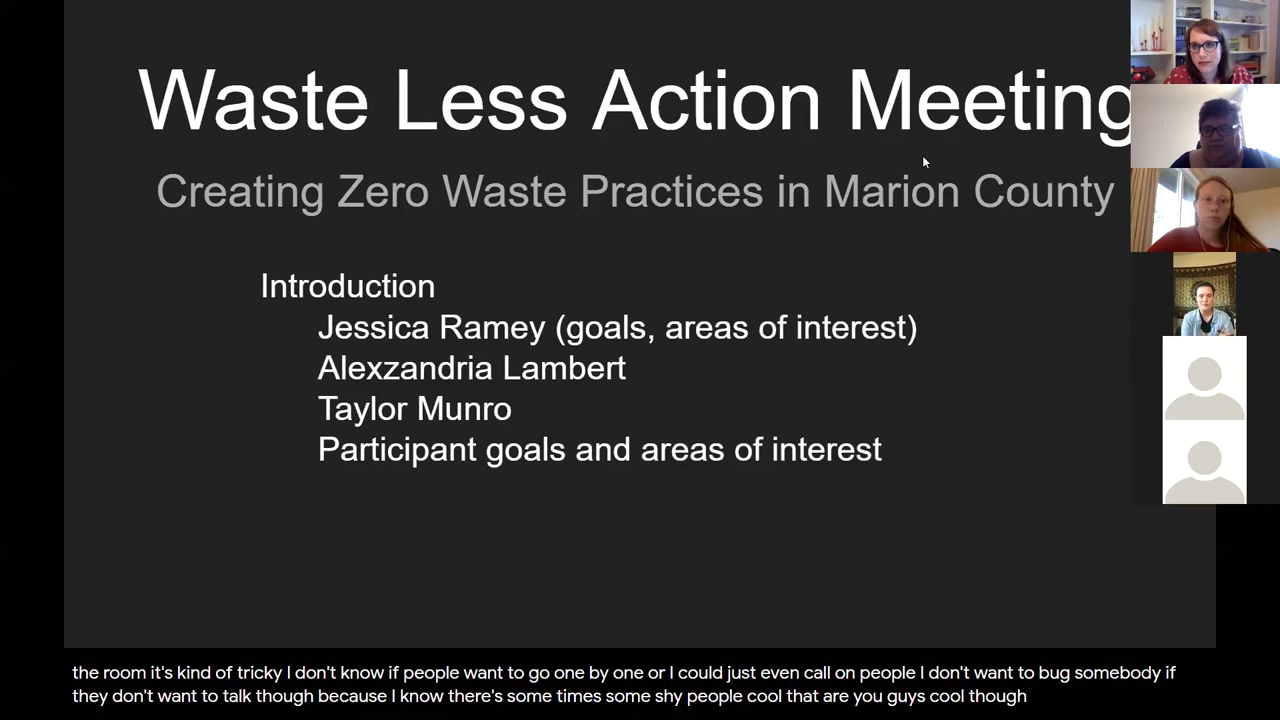 Waste Less Action Meeting
Creating Zero Waste Practices in Marion County
Introduction
Jessica Ramey (goals, areas of interest)
Alexzandria Lambert
Taylor Munro
Participant goals and areas of interest
the room it's kind of tricky I don't know if people want to go one by one or I could just even call on people I don't want to bug somebody if
they don't want to talk though because I know there's some times some shy people cool that are you guys cool though